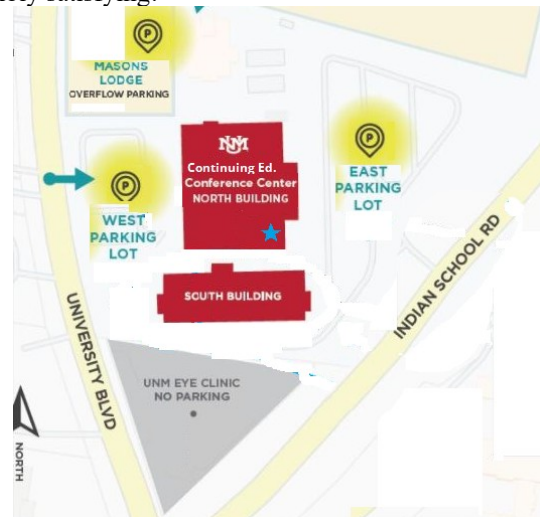 P
MASONS
LODGE
OVERFLOW PARKING
UNM
Continuing Ed.
Conference Center
NORTH BUILDING
P
EAST
PARKING
LOT
P
WEST
PARKING
LOT
SOUTH BUILDING
UNIVERSITY BLVD
INDIAN SCHOOL RD
UNM EYE CLINIC
NO PARKING
NORTH